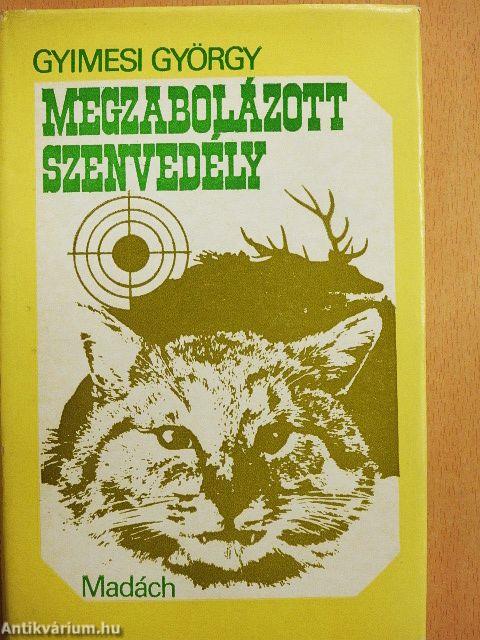 GYIMESI GYÖRGY
MEGZABOLÁZOTT
SZENVEDÉLY
Madách
Antikvárium.hu